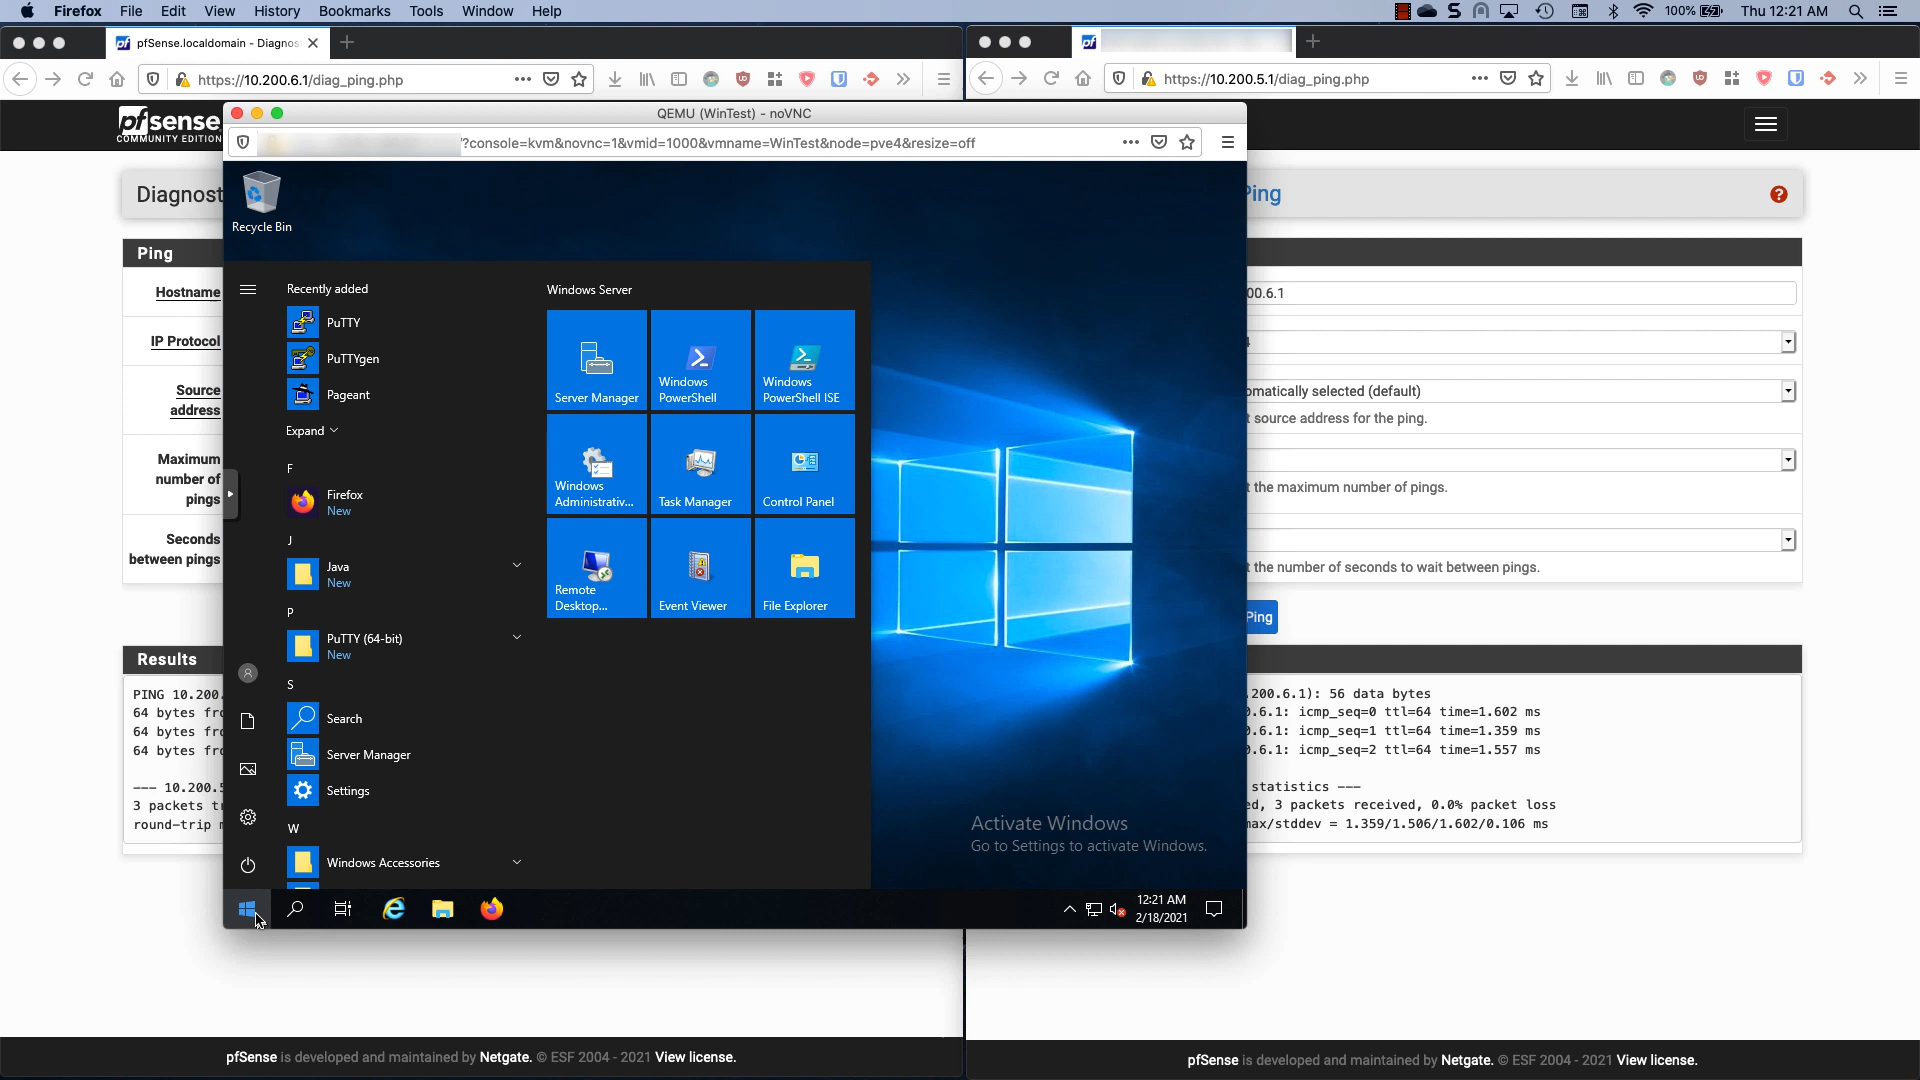 Firefox File Edit View History Bookmarks Tools Window Help
100% Thu 12:21 AM
pfSense.localdomain - Diagnos
https://10.200.6.1/diag_ping.php
https://10.200.5.1/diag_ping.php
pfsense
COMMUNITY EDITION
QEMU (WinTest) - noVNC
/?console=kvm&novnc=1&vmid=1000&vmname=WinTest&node=pve4&resize=off
Diagnost
Ping
Ping
Hostname
IP Protocol
Source
address
Maximum
number of
pings
Seconds
between pings
Results
PING 10.200.
64 bytes fro
64 bytes fro
64 bytes fro
--- 10.200.5
3 packets tr
round-trip m
Recycle Bin
Recently added
PuTTY
PuTTYgen
Pageant
Expand
F
Firefox
New
J
Java
New
P
PuTTY (64-bit)
New
S
Search
Server Manager
Settings
W
Windows Accessories
Windows Server
Server Manager
Windows
PowerShell
Windows
PowerShell ISE
Windows
Administrativ...
Task Manager
Control Panel
Remote
Desktop...
Event Viewer
File Explorer
Activate Windows
Go to Settings to activate Windows.
12:21 AM
2/18/2021
00.6.1
omatically selected (default)
t source address for the ping.
t the maximum number of pings.
t the number of seconds to wait between pings.
Ping
.200.6.1): 56 data bytes
0.6.1: icmp_seq=0 ttl=64 time=1.602 ms
0.6.1: icmp_seq=1 ttl=64 time=1.359 ms
0.6.1: icmp_seq=2 ttl=64 time=1.557 ms
statistics ---
ed, 3 packets received, 0.0% packet loss
max/stddev = 1.359/1.506/1.602/0.106 ms
pfSense is developed and maintained by Netgate. © ESF 2004 - 2021 View license.
pfSense is developed and maintained by Netgate. © ESF 2004 - 2021 View license.